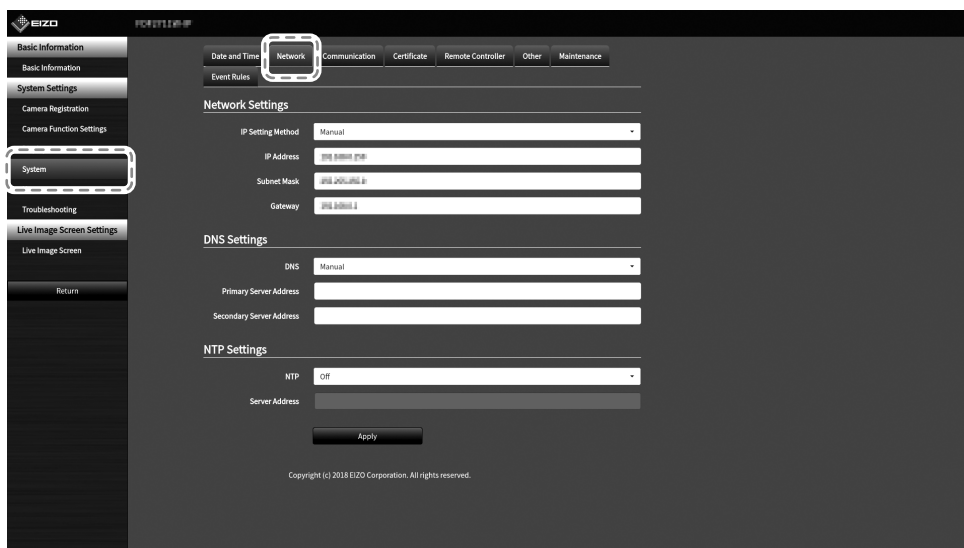 EIZO
Basic Information
Basic Information
System Settings
Camera Registration
Camera Function Settings
System
Troubleshooting
Live Image Screen Settings
Live Image Screen
Return
Date and Time Network Communication Certificate Remote Controller Other Maintenance
Event Rules
Network Settings
IP Setting Method Manual
IP Address
Subnet Mask
Gateway
DNS Settings
DNS Manual
Primary Server Address
Secondary Server Address
NTP Settings
NTP Off
Server Address
Apply
Copyright (c) 2018 EIZO Corporation. All rights reserved.